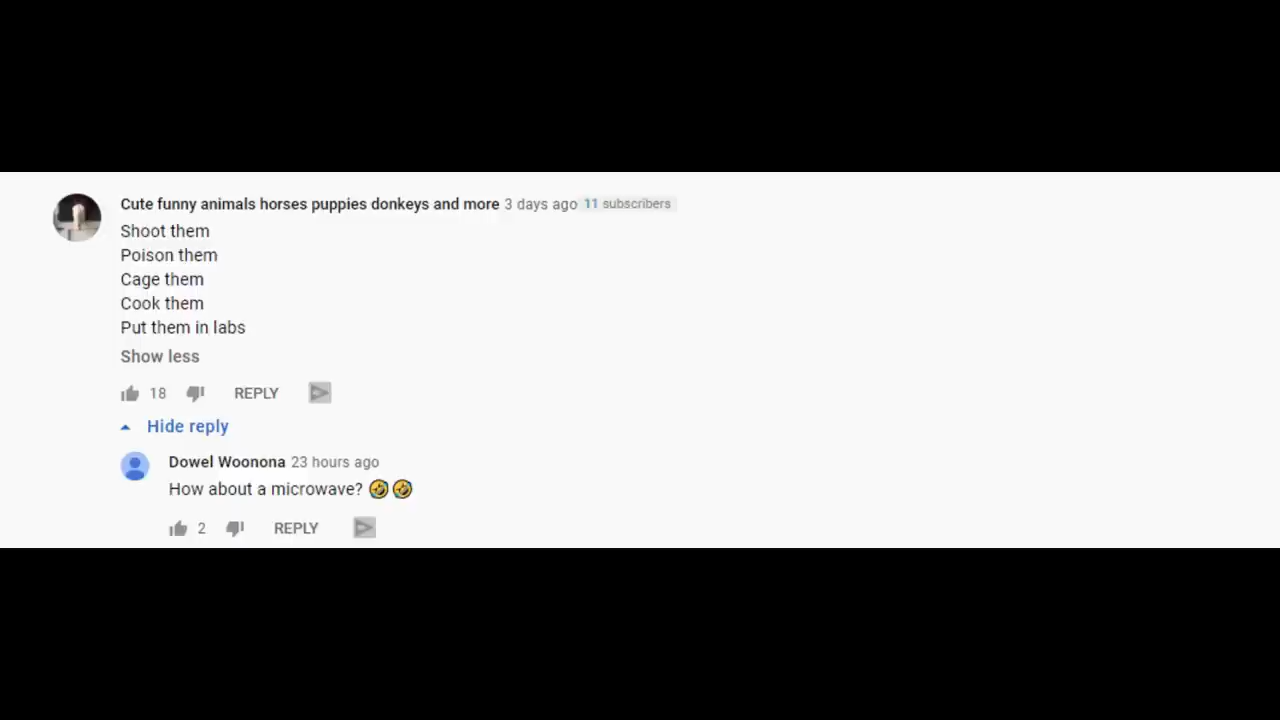 Cute funny animals horses puppies donkeys and more 3 days ago 11 subscribers
Shoot them
Poison them
Cage them
Cook them
Put them in labs
Show less
18 REPLY
Hide reply
Dowel Woonona 23 hours ago
How about a microwave? 🤣🤣
2 REPLY